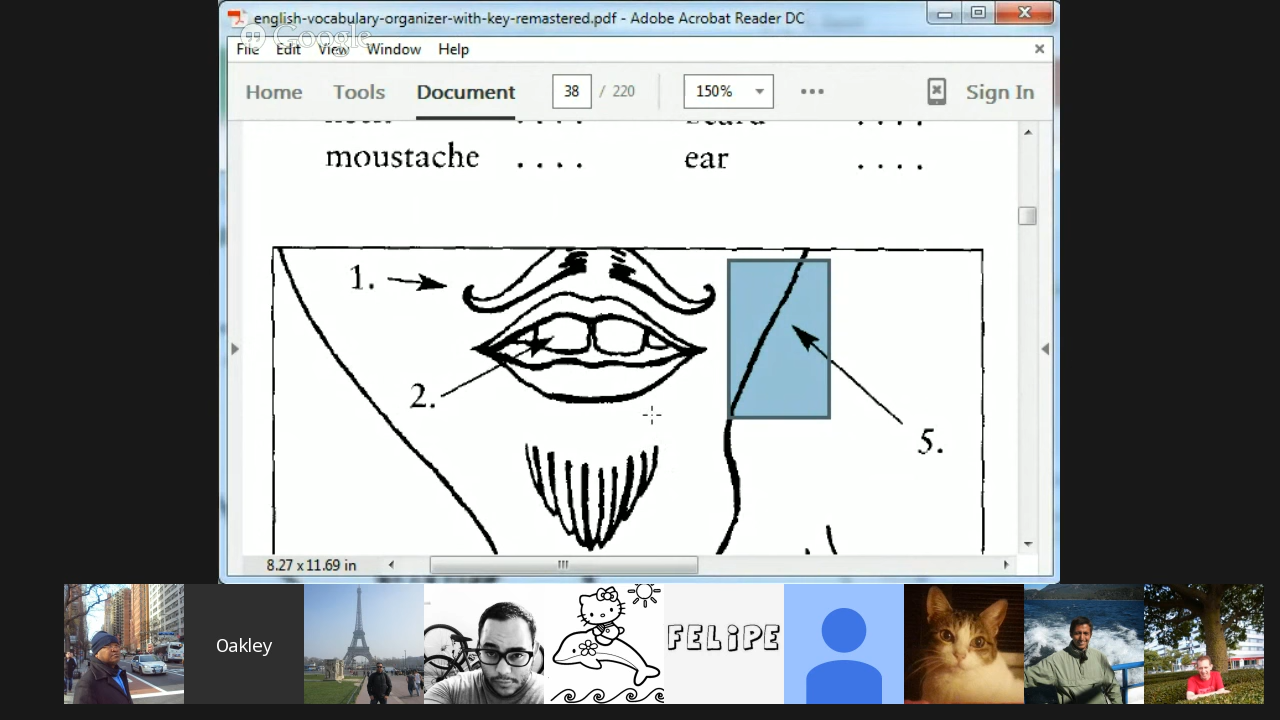 english-vocabulary-organizer-with-key-remastered.pdf - Adobe Acrobat Reader DC
Google
File Edit View Window Help
Home Tools Document 38 / 220 150% Sign In
moustache . . . . ear . . . .
1.
2.
5.
8.27 x 11.69 in
Oakley
FELIPE